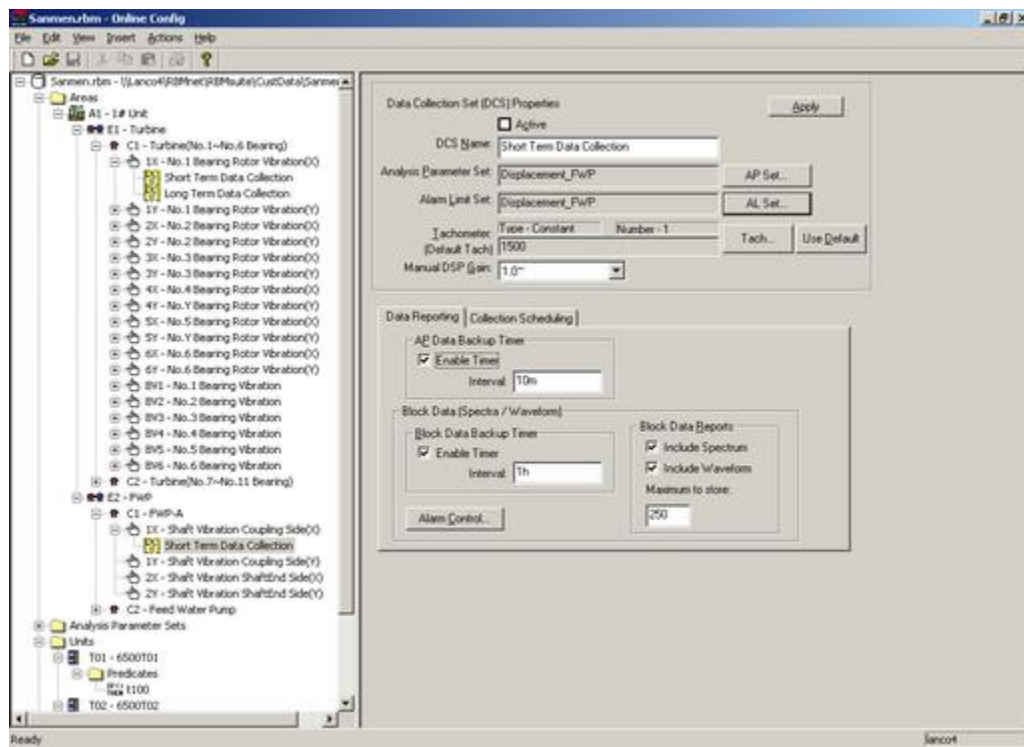 Sanmen.rbm - Online Config
File Edit View Insert Actions Help
Sanmen.rbm - \\Lanco4\RBMnet\RBMsuite\CustData\Sanmen
Areas
A1 - 1# Unit
E1 - Turbine
C1 - Turbine(No.1~No.6 Bearing)
1X - No.1 Bearing Rotor Vibration(X)
Short Term Data Collection
Long Term Data Collection
1Y - No.1 Bearing Rotor Vibration(Y)
2X - No.2 Bearing Rotor Vibration(X)
2Y - No.2 Bearing Rotor Vibration(Y)
3X - No.3 Bearing Rotor Vibration(X)
3Y - No.3 Bearing Rotor Vibration(Y)
4X - No.4 Bearing Rotor Vibration(X)
4Y - No.Y Bearing Rotor Vibration(Y)
5X - No.5 Bearing Rotor Vibration(X)
5Y - No.Y Bearing Rotor Vibration(Y)
6X - No.6 Bearing Rotor Vibration(X)
6Y - No.6 Bearing Rotor Vibration(Y)
BV1 - No.1 Bearing Vibration
BV2 - No.2 Bearing Vibration
BV3 - No.3 Bearing Vibration
BV4 - No.4 Bearing Vibration
BV5 - No.5 Bearing Vibration
BV6 - No.6 Bearing Vibration
C2 - Turbine(No.7~No.11 Bearing)
E2 - FWP
C1 - FWP-A
1X - Shaft Vibration Coupling Side(X)
Short Term Data Collection
1Y - Shaft Vibration Coupling Side(Y)
2X - Shaft Vibration ShaftEnd Side(X)
2Y - Shaft Vibration ShaftEnd Side(Y)
C2 - Feed Water Pump
Analysis Parameter Sets
Units
T01 - 6500T01
Predicates
t100
T02 - 6500T02
Data Collection Set (DCS) Properties
Apply
Active
DCS Name: Short Term Data Collection
Analysis Parameter Set: Displacement_FWP AP Set...
Alarm Limit Set: Displacement_FWP AL Set...
Tachometer: Type - Constant Number - 1
(Default Tach) 1500 Tach... Use Default
Manual DSP Gain: 1.0
Data Reporting Collection Scheduling
AP Data Backup Timer
Enable Timer
Interval: 10m
Block Data (Spectra / Waveform)
Block Data Backup Timer
Enable Timer
Interval: 1h
Alarm Control...
Block Data Reports
Include Spectrum
Include Waveform
Maximum to store:
250
Ready
lanco4